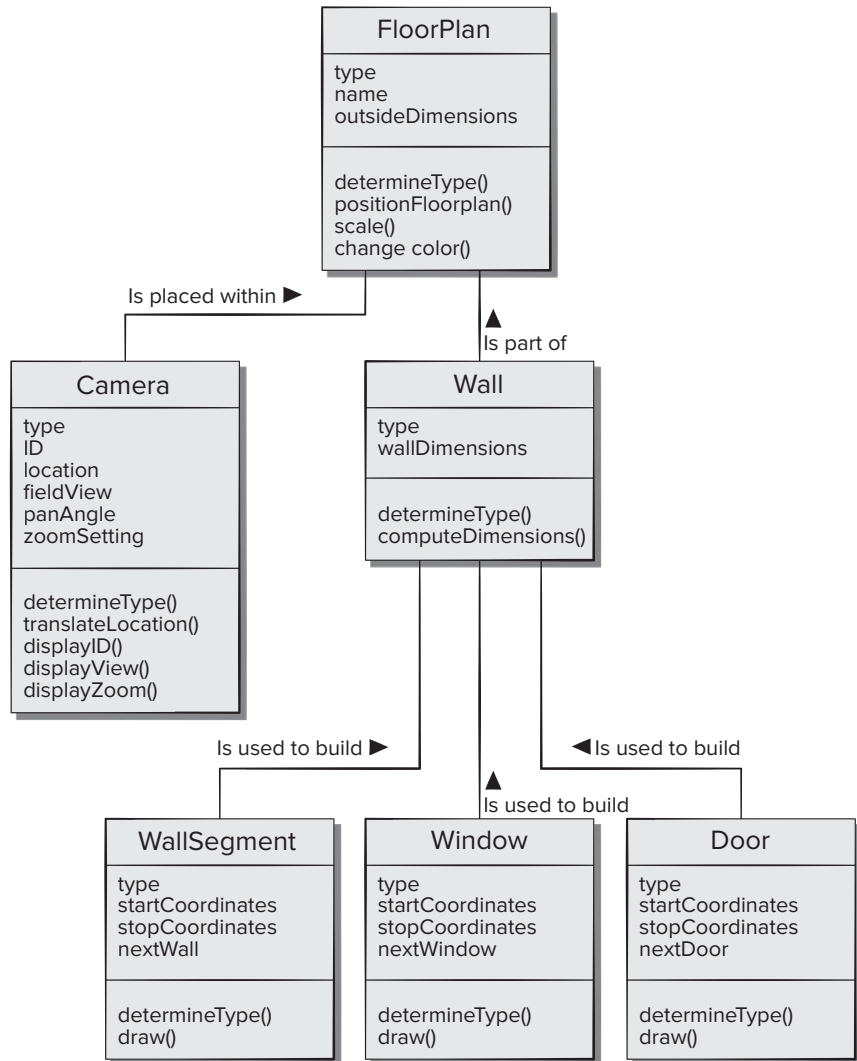 FloorPlan
type
name
outsideDimensions
determineType()
positionFloorplan()
scale()
change color()
Is placed within ►
▲
Is part of
Camera
type
ID
location
fieldView
panAngle
zoomSetting
determineType()
translateLocation()
displayID()
displayView()
displayZoom()
Wall
type
wallDimensions
determineType()
computeDimensions()
Is used to build ►
▲
Is used to build
◄ Is used to build
WallSegment
type
startCoordinates
stopCoordinates
nextWall
determineType()
draw()
Window
type
startCoordinates
stopCoordinates
nextWindow
determineType()
draw()
Door
type
startCoordinates
stopCoordinates
nextDoor
determineType()
draw()